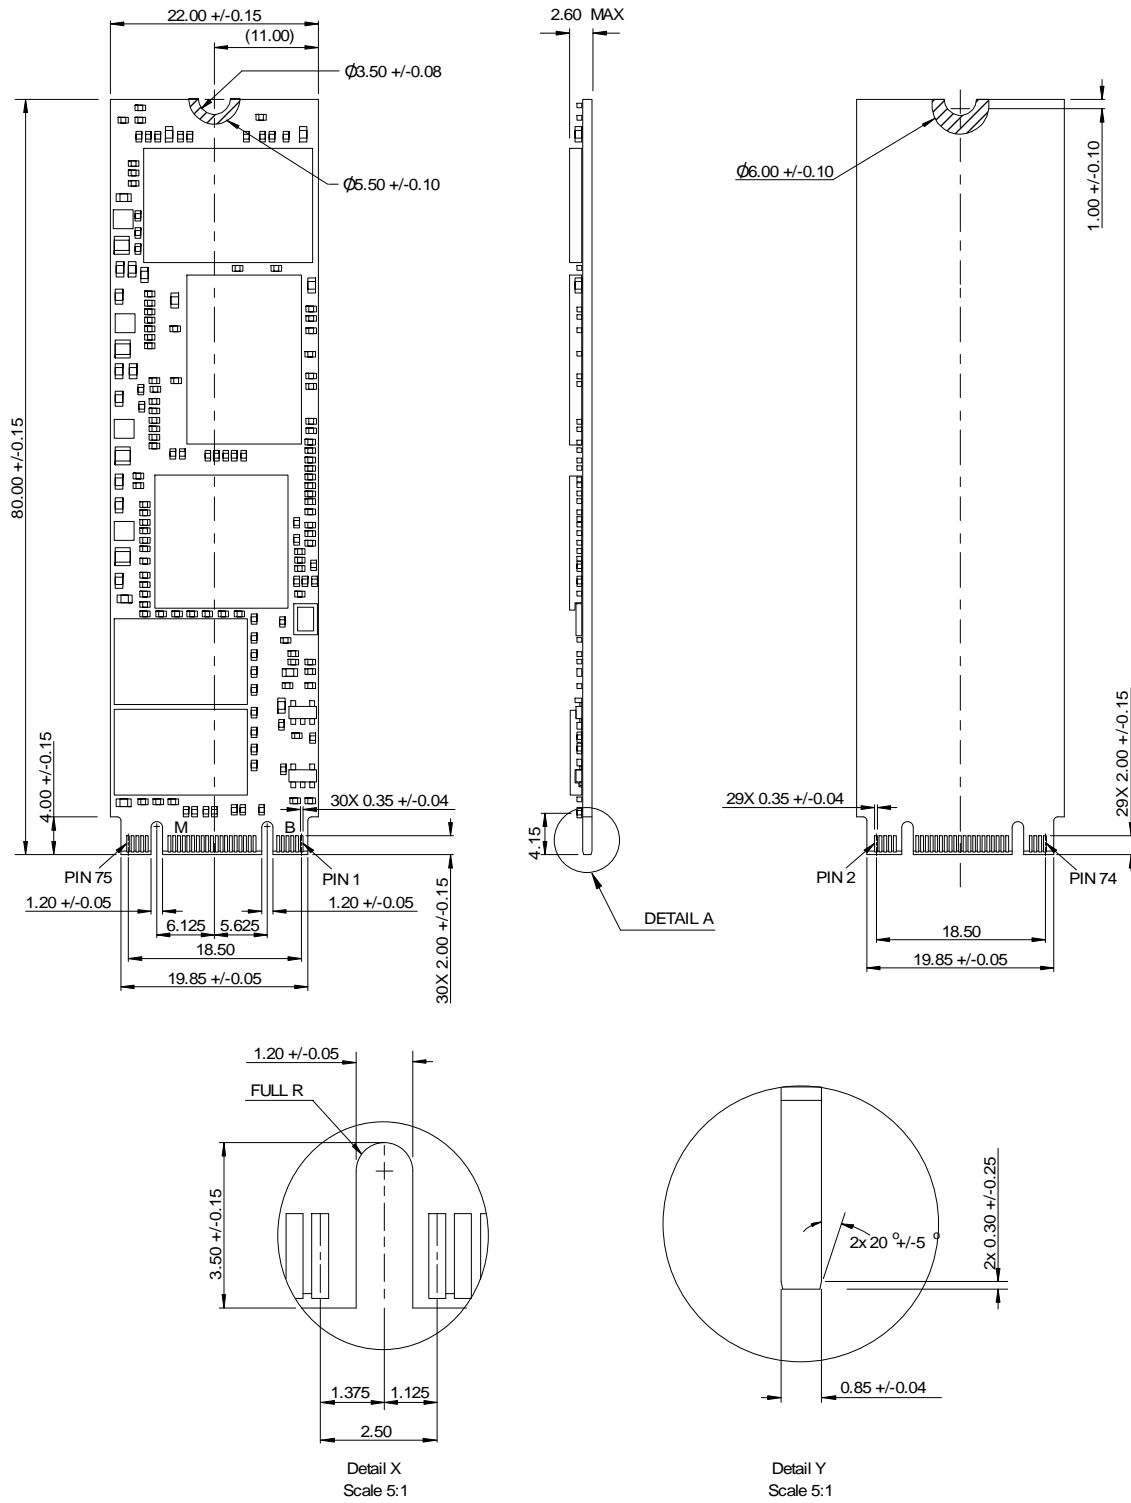 22.00 +/-0.15
(11.00)
Ø3.50 +/-0.08
Ø5.50 +/-0.10
80.00 +/-0.15
4.00 +/-0.15
M
B
30X 0.35 +/-0.04
PIN 75
PIN 1
1.20 +/-0.05
1.20 +/-0.05
6.125
5.625
18.50
19.85 +/-0.05
30X 2.00 +/-0.15
2.60 MAX
4.15
DETAIL A
Ø6.00 +/-0.10
1.00 +/-0.10
29X 0.35 +/-0.04
29X 2.00 +/-0.15
PIN 2
PIN 74
18.50
19.85 +/-0.05
1.20 +/-0.05
FULL R
3.50 +/-0.15
1.375
1.125
2.50
Detail X
Scale 5:1
2x 20 ° +/-5 °
2x 0.30 +/-0.25
0.85 +/-0.04
Detail Y
Scale 5:1